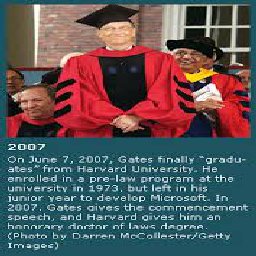 2007
On June 7, 2007, Gates finally "gradu-
ates" from Harvard University. He
enrolled in a pre-law program at the
university in 1973, but left in his
junior year to develop Microsoft. In
2007, Gates gives the commencement
speech, and Harvard gives him an
honorary doctor of laws degree.
(Photo by Darren McCollester/Getty
Images)